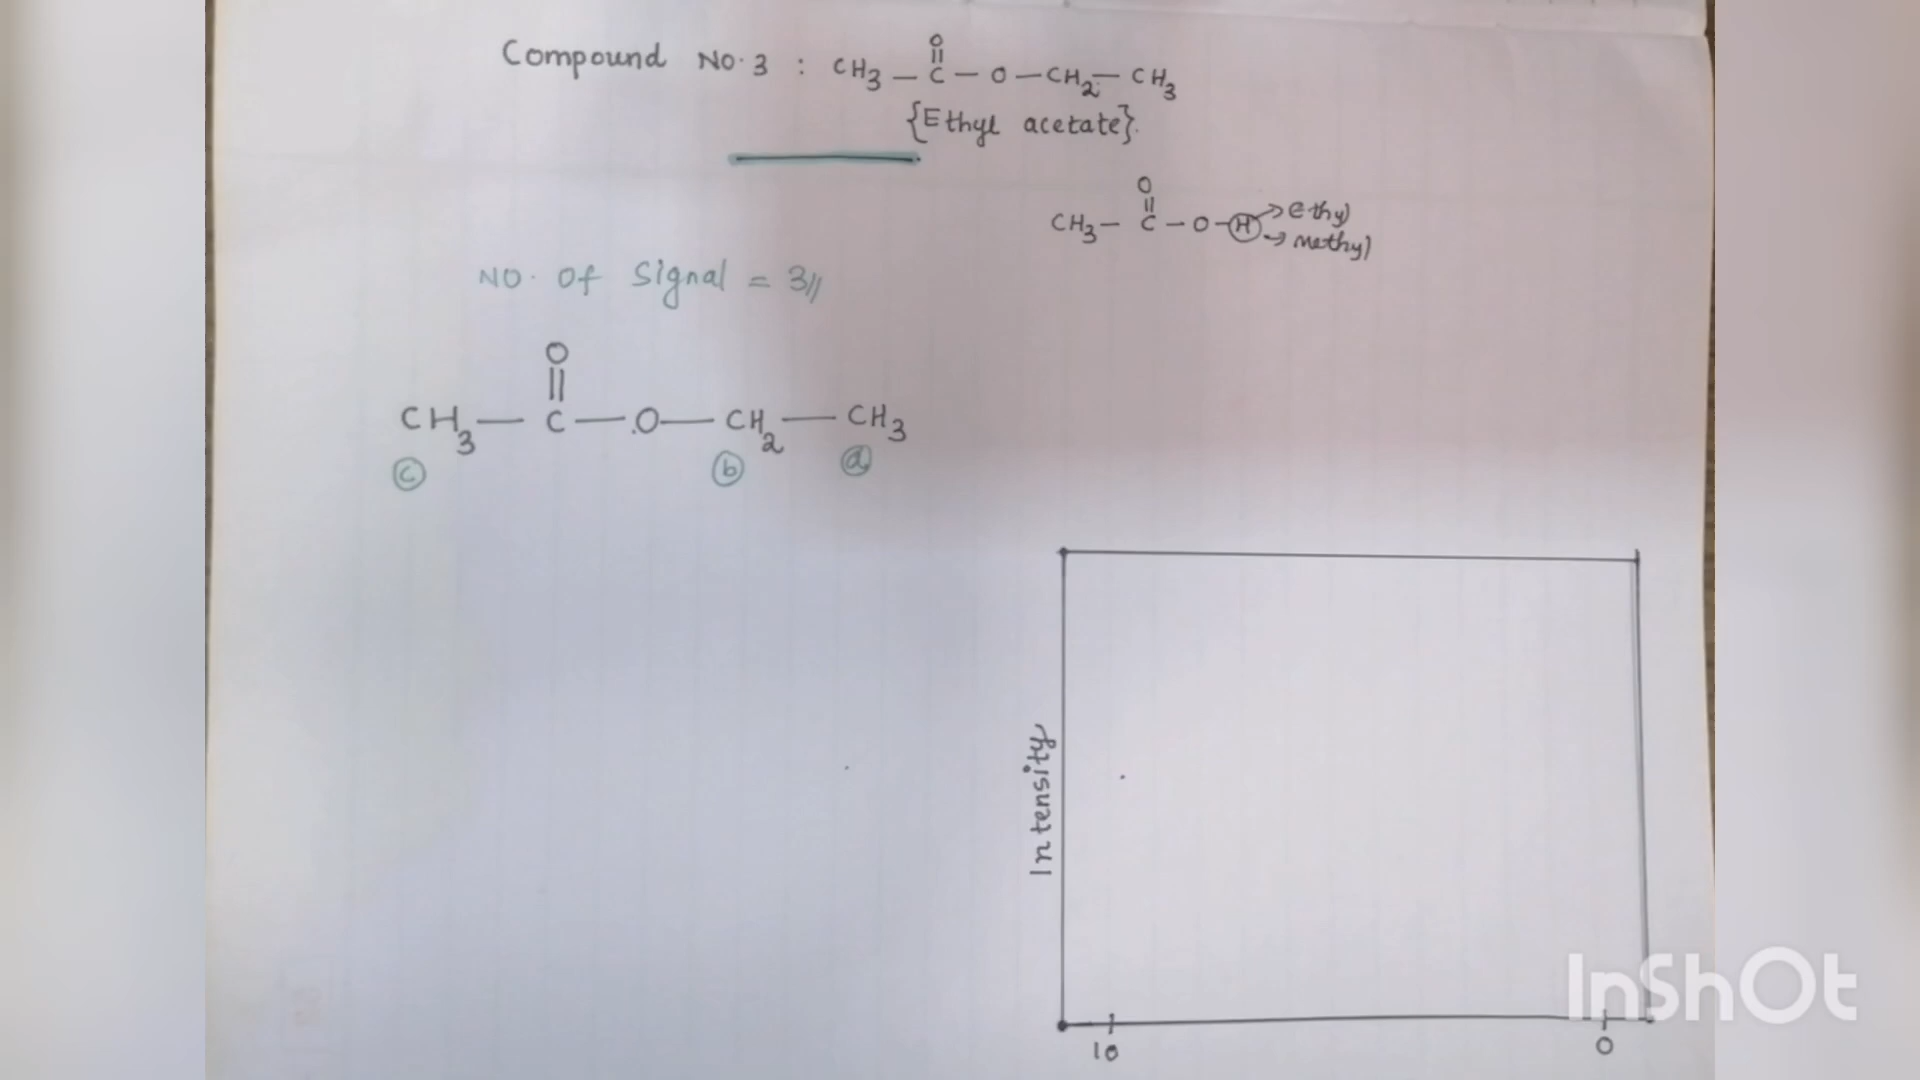 Compound No. 3 : CH3 — C — O — CH2 — CH3
O
{Ethyl acetate}
O
CH3 — C — O — H → ethyl
→ methyl
NO. Of Signal = 3//
O
CH3 — C — O — CH2 — CH3
c b a
Intensity
10 0
InShOt